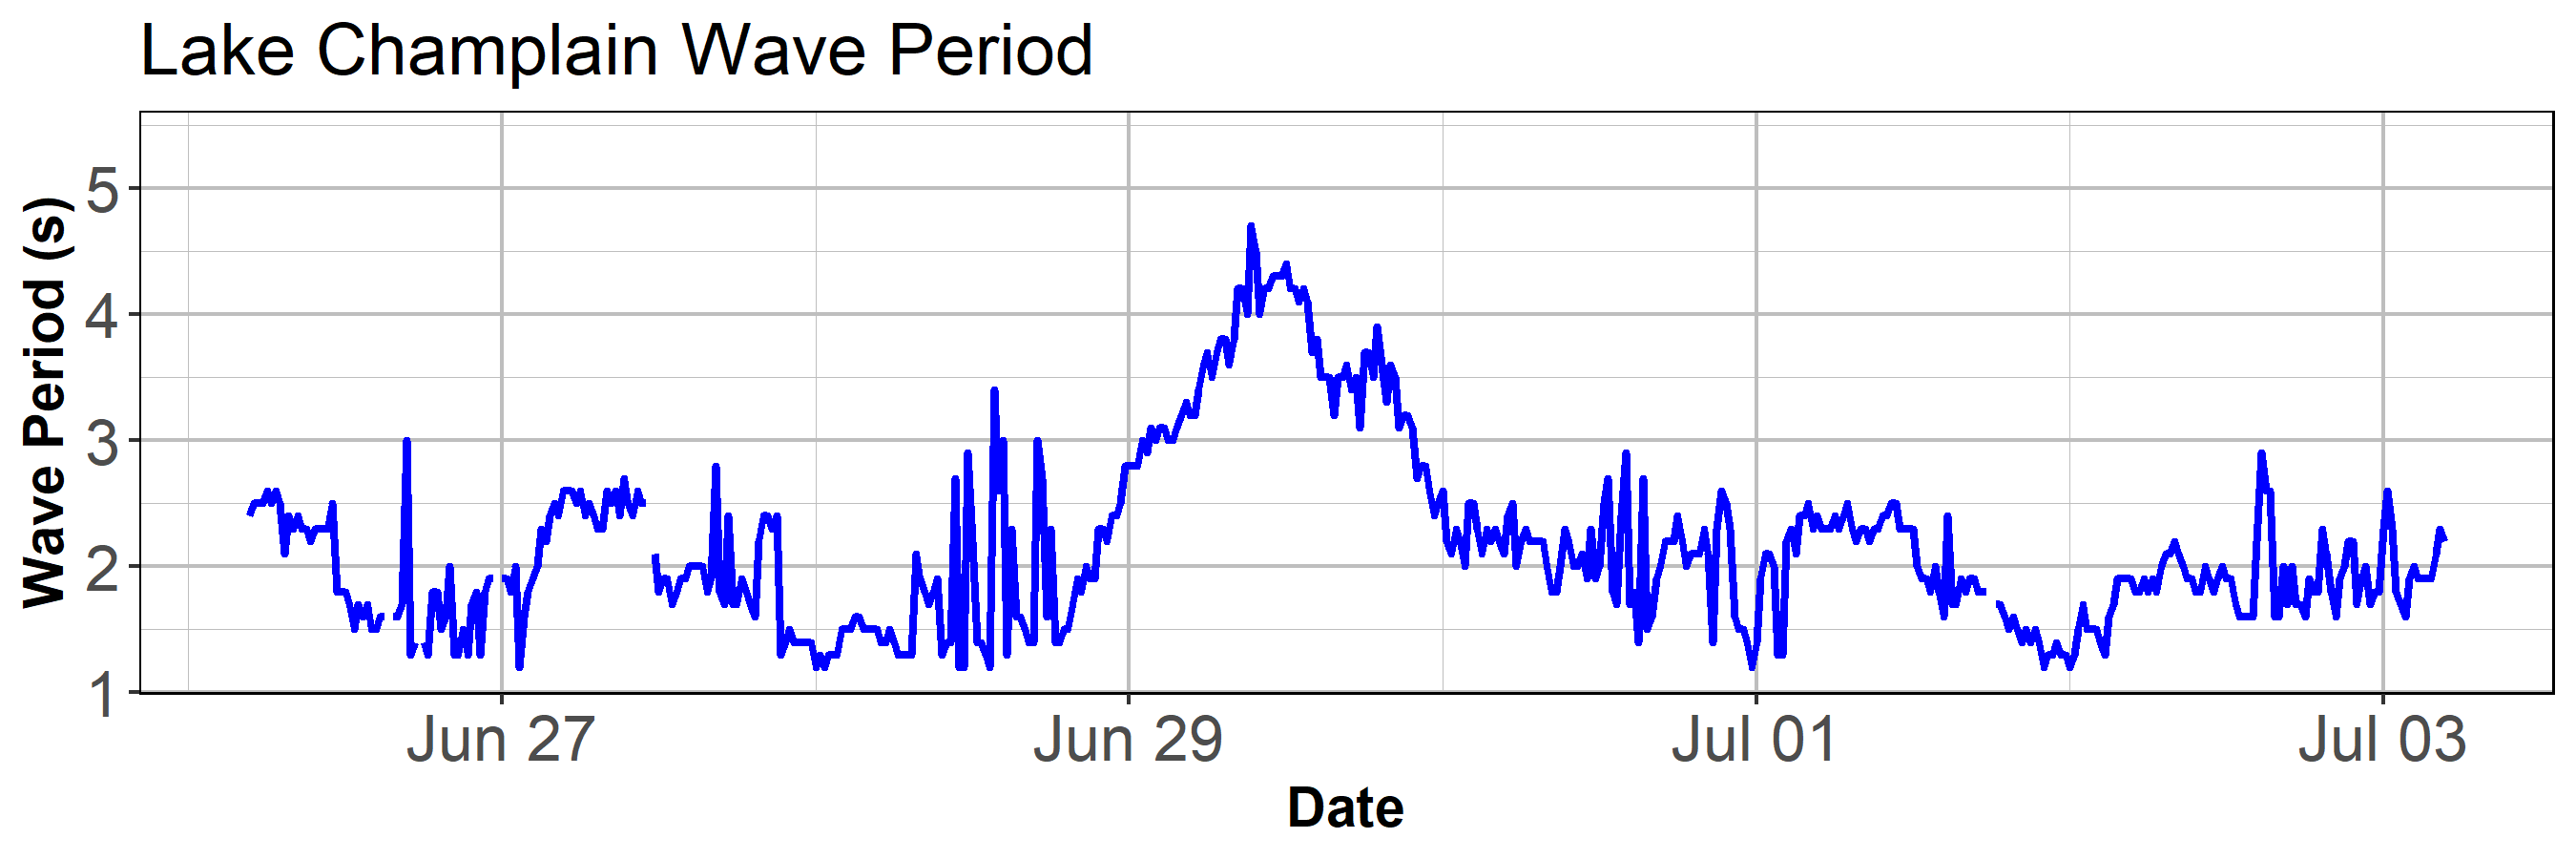 Lake Champlain Wave Period
Wave Period (s)
5
4
3
2
1
Jun 27
Jun 29
Jul 01
Jul 03
Date